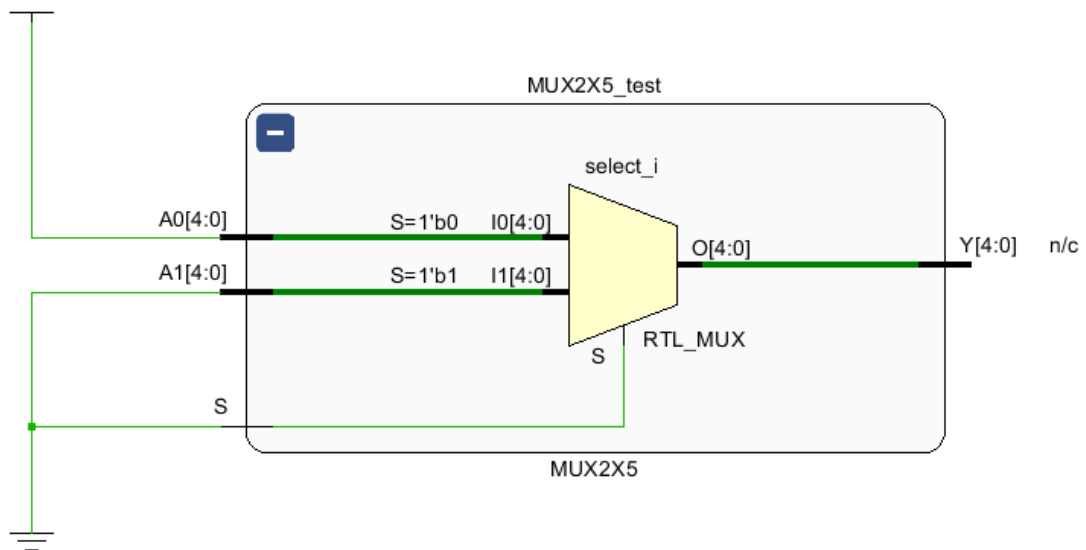 MUX2X5_test
select_i
A0[4:0] S=1'b0 I0[4:0]
O[4:0] Y[4:0] n/c
A1[4:0] S=1'b1 I1[4:0]
RTL_MUX
S
S
MUX2X5